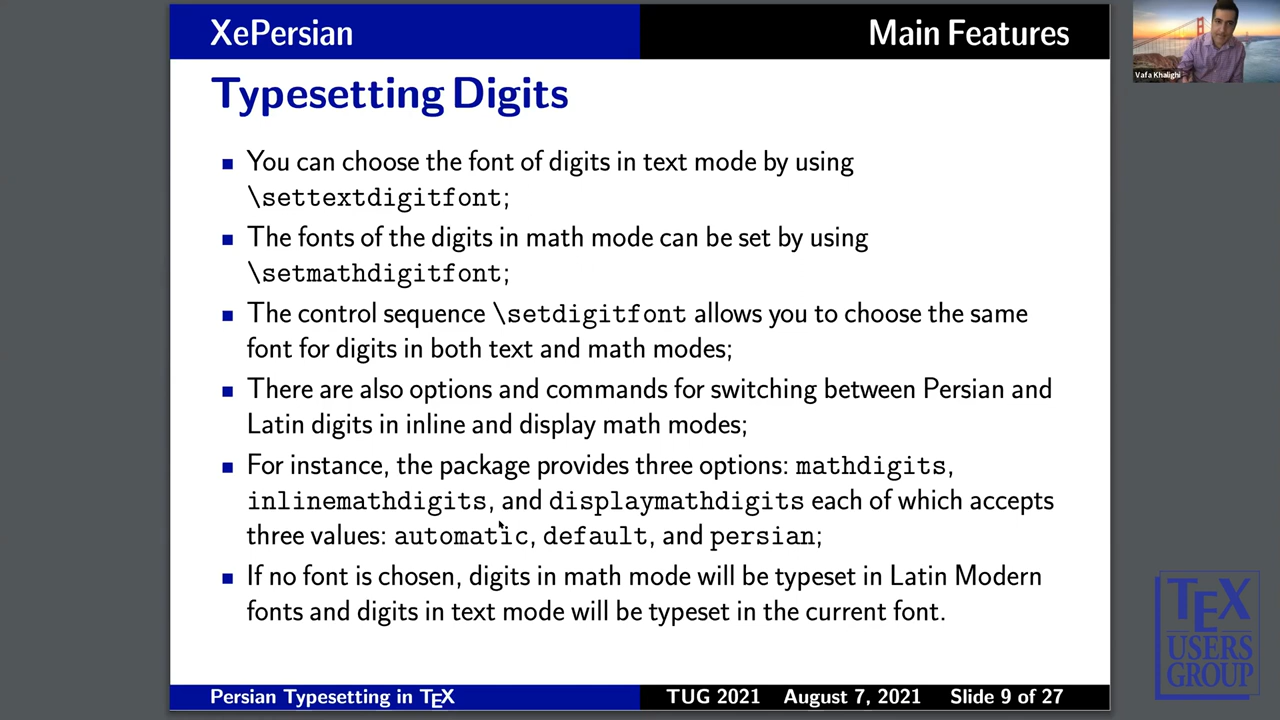 XePersian
Main Features
Vafa Khalighi
Typesetting Digits
You can choose the font of digits in text mode by using
\settextdigitfont;
The fonts of the digits in math mode can be set by using
\setmathdigitfont;
The control sequence \setdigitfont allows you to choose the same
font for digits in both text and math modes;
There are also options and commands for switching between Persian and
Latin digits in inline and display math modes;
For instance, the package provides three options: mathdigits,
inlinemathdigits, and displaymathdigits each of which accepts
three values: automatic, default, and persian;
If no font is chosen, digits in math mode will be typeset in Latin Modern
fonts and digits in text mode will be typeset in the current font.
TEX
USERS
GROUP
Persian Typesetting in TEX
TUG 2021 August 7, 2021 Slide 9 of 27